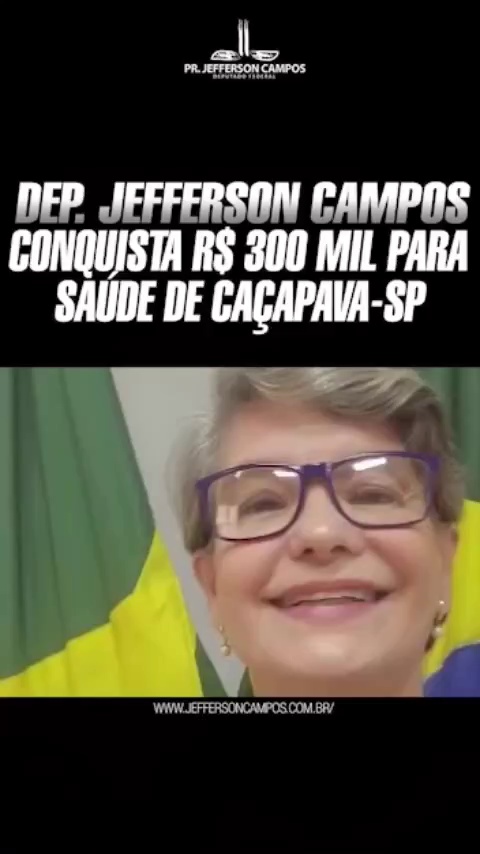 PR. JEFFERSON CAMPOS
DEPUTADO FEDERAL
DEP. JEFFERSON CAMPOS
CONQUISTA R$ 300 MIL PARA
SAÚDE DE CAÇAPAVA-SP
WWW.JEFFERSONCAMPOS.COM.BR/